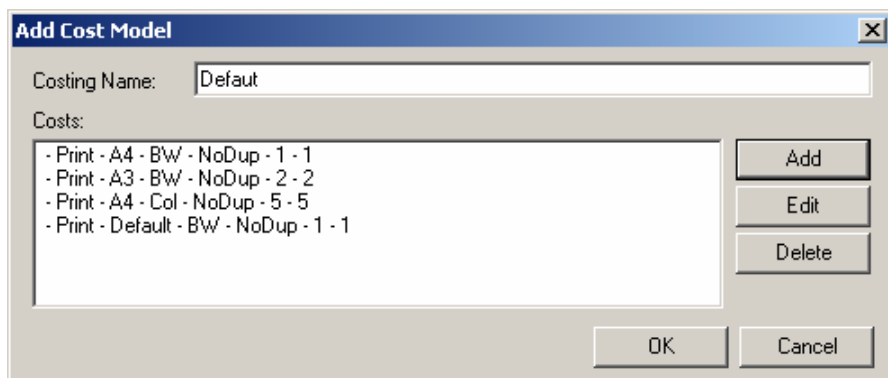 Add Cost Model
Costing Name: Defaut
Costs:
- Print - A4 - BW - NoDup - 1 - 1
- Print - A3 - BW - NoDup - 2 - 2
- Print - A4 - Col - NoDup - 5 - 5
- Print - Default - BW - NoDup - 1 - 1
Add
Edit
Delete
OK Cancel